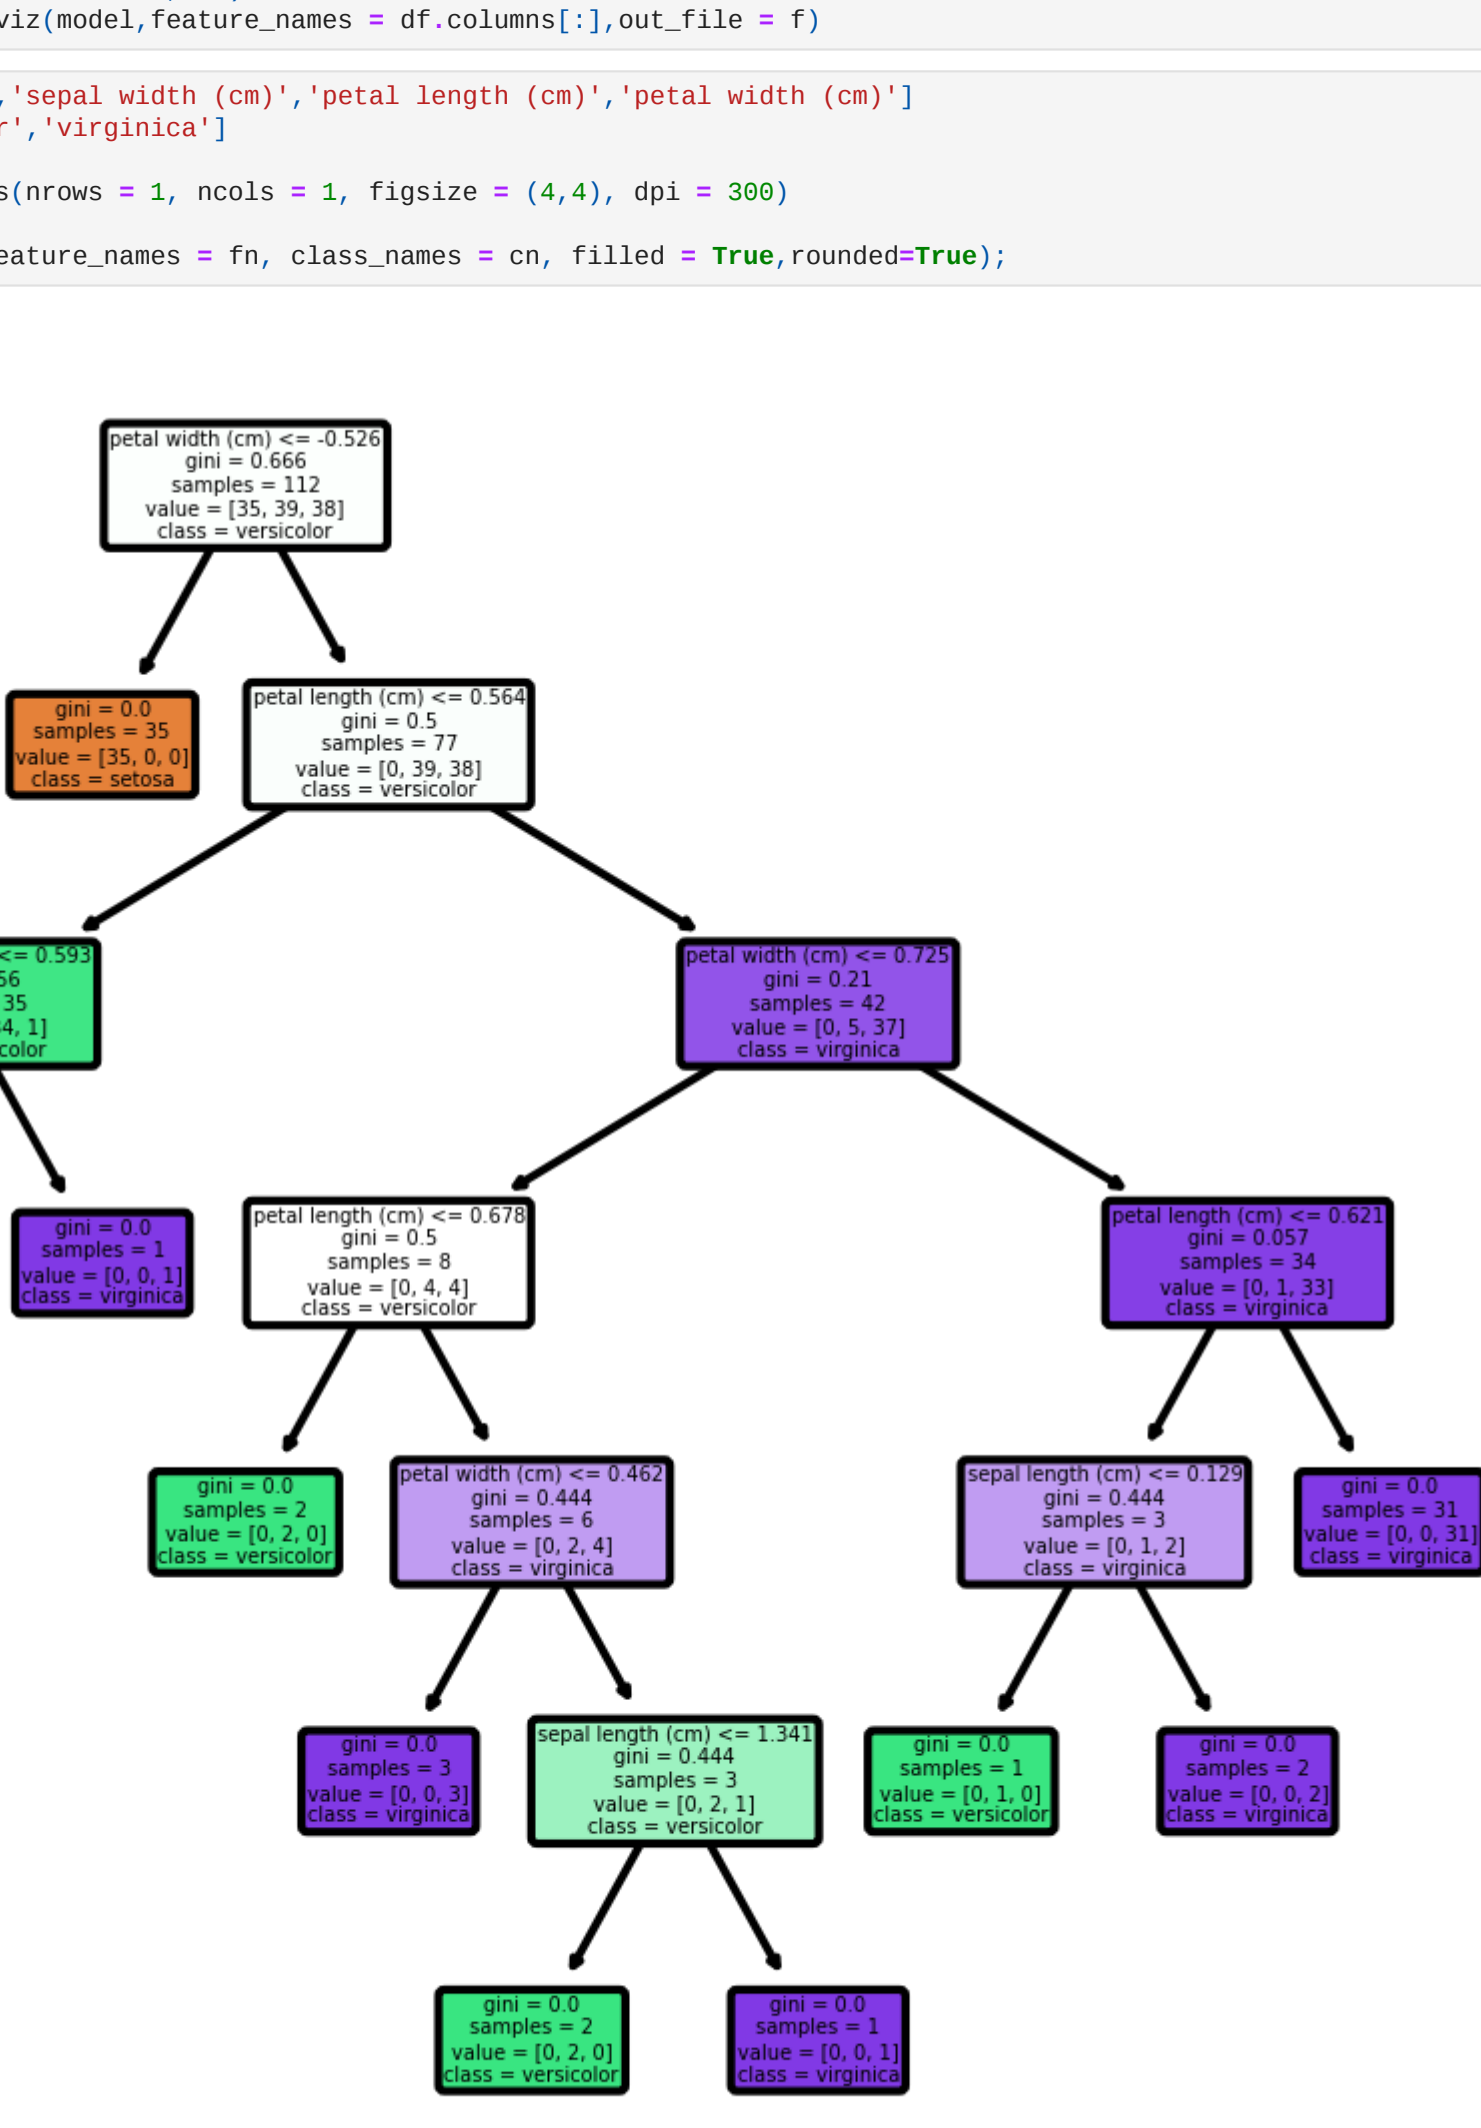 viz(model,feature_names = df.columns[:],out_file = f)
,'sepal width (cm)','petal length (cm)','petal width (cm)']
r','virginica']
s(nrows = 1, ncols = 1, figsize = (4,4), dpi = 300)
eature_names = fn, class_names = cn, filled = True,rounded=True);
petal width (cm) <= -0.526
gini = 0.666
samples = 112
value = [35, 39, 38]
class = versicolor
gini = 0.0
samples = 35
value = [35, 0, 0]
class = setosa
petal length (cm) <= 0.564
gini = 0.5
samples = 77
value = [0, 39, 38]
class = versicolor
<= 0.593
56
35
4, 1]
color
petal width (cm) <= 0.725
gini = 0.21
samples = 42
value = [0, 5, 37]
class = virginica
gini = 0.0
samples = 1
value = [0, 0, 1]
class = virginica
petal length (cm) <= 0.678
gini = 0.5
samples = 8
value = [0, 4, 4]
class = versicolor
petal length (cm) <= 0.621
gini = 0.057
samples = 34
value = [0, 1, 33]
class = virginica
gini = 0.0
samples = 2
value = [0, 2, 0]
class = versicolor
petal width (cm) <= 0.462
gini = 0.444
samples = 6
value = [0, 2, 4]
class = virginica
sepal length (cm) <= 0.129
gini = 0.444
samples = 3
value = [0, 1, 2]
class = virginica
gini = 0.0
samples = 31
value = [0, 0, 31]
class = virginica
gini = 0.0
samples = 3
value = [0, 0, 3]
class = virginica
sepal length (cm) <= 1.341
gini = 0.444
samples = 3
value = [0, 2, 1]
class = versicolor
gini = 0.0
samples = 1
value = [0, 1, 0]
class = versicolor
gini = 0.0
samples = 2
value = [0, 0, 2]
class = virginica
gini = 0.0
samples = 2
value = [0, 2, 0]
class = versicolor
gini = 0.0
samples = 1
value = [0, 0, 1]
class = virginica